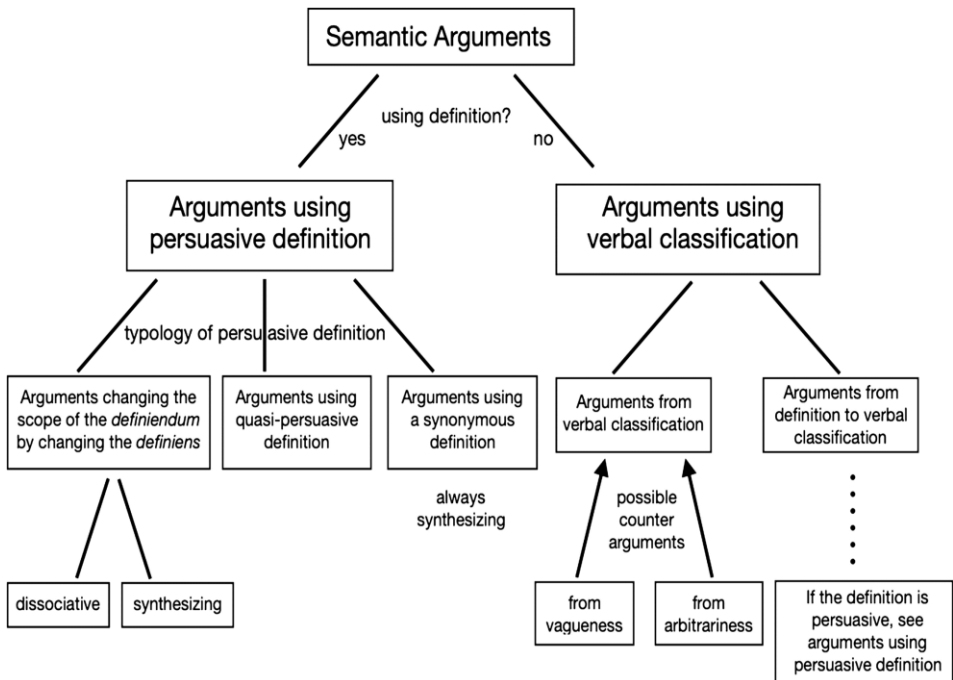 Semantic Arguments
using definition?
yes
no
Arguments using
persuasive definition
Arguments using
verbal classification
typology of persuasive definition
Arguments changing the
scope of the definiendum
by changing the definiens
Arguments using
quasi-persuasive
definition
Arguments using
a synonymous
definition
Arguments from
verbal classification
Arguments from
definition to verbal
classification
always
synthesizing
possible
counter
arguments
dissociative
synthesizing
from
vagueness
from
arbitrariness
If the definition is
persuasive, see
arguments using
persuasive definition